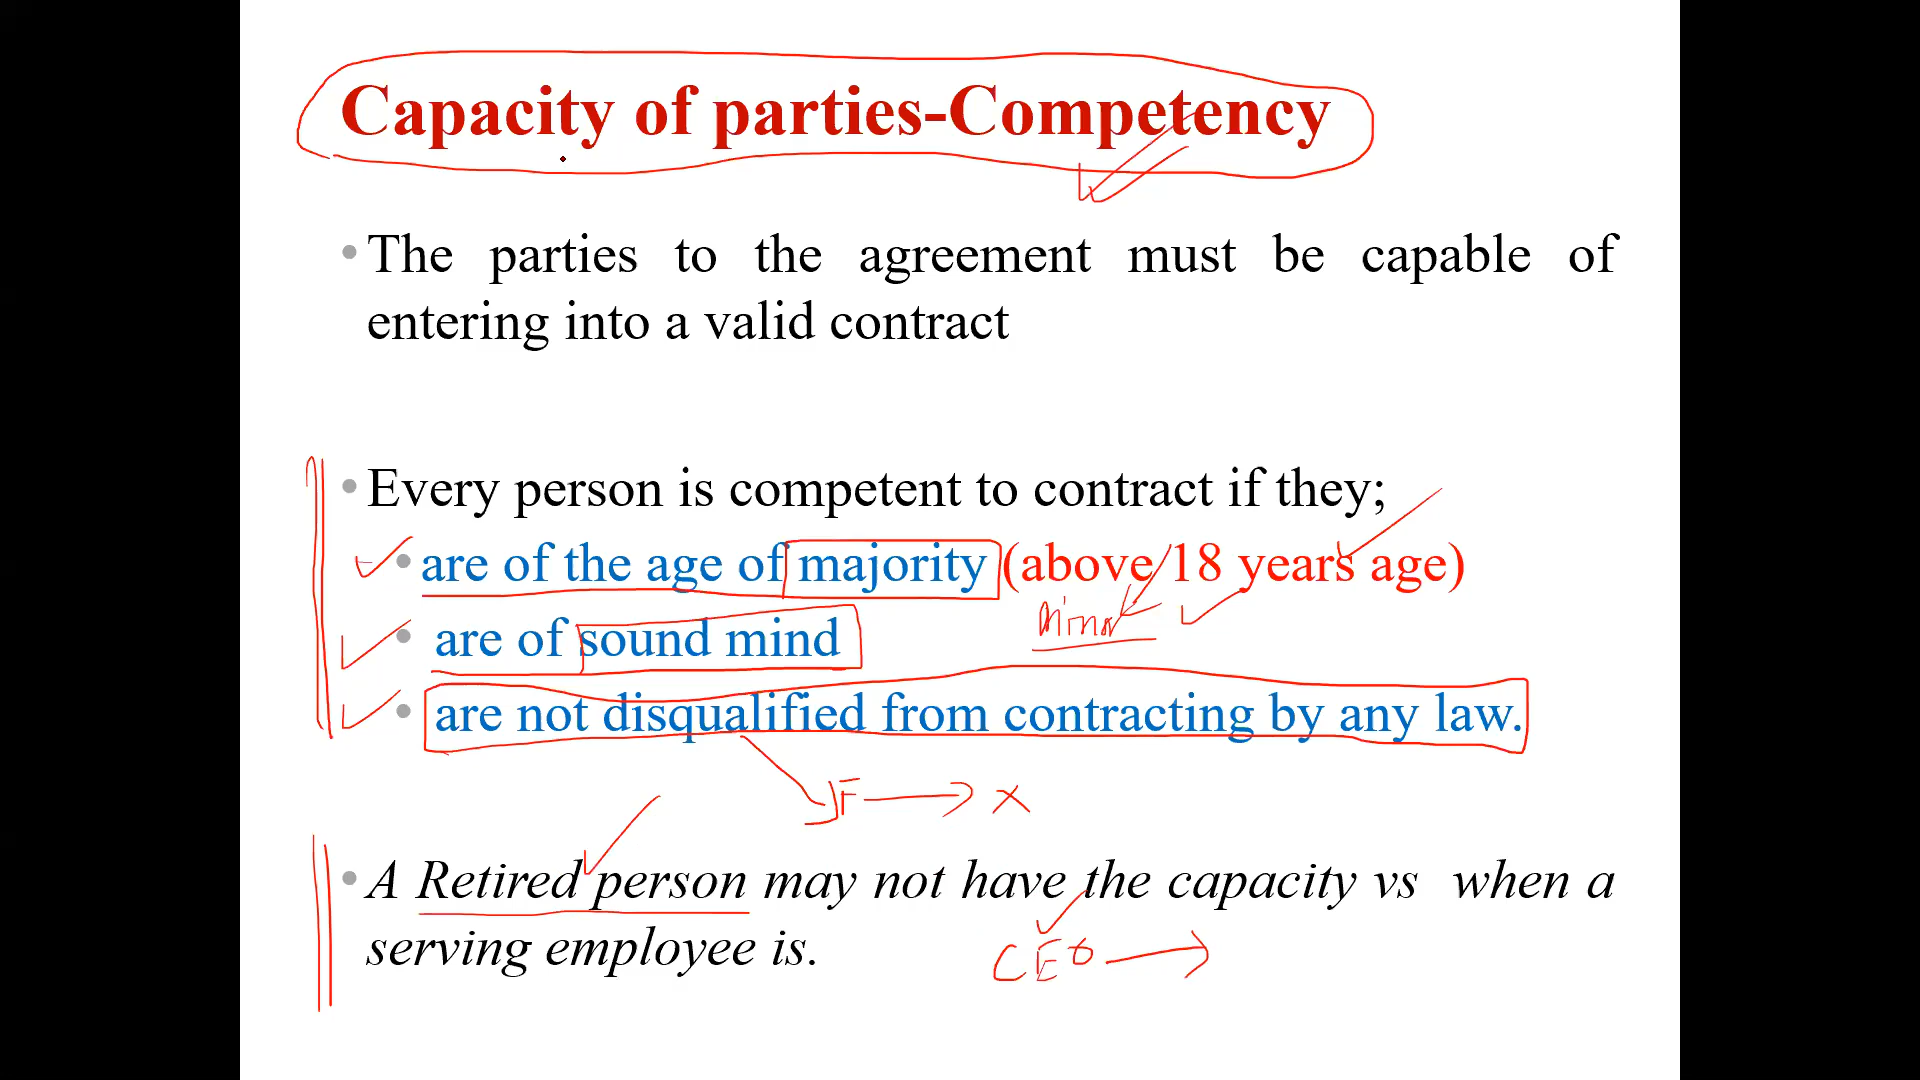 Capacity of parties-Competency
• The parties to the agreement must be capable of
entering into a valid contract
• Every person is competent to contract if they;
• are of the age of majority (above 18 years age)
Minor
• are of sound mind
• are not disqualified from contracting by any law.
• A Retired person may not have the capacity vs when a
serving employee is.
CEO